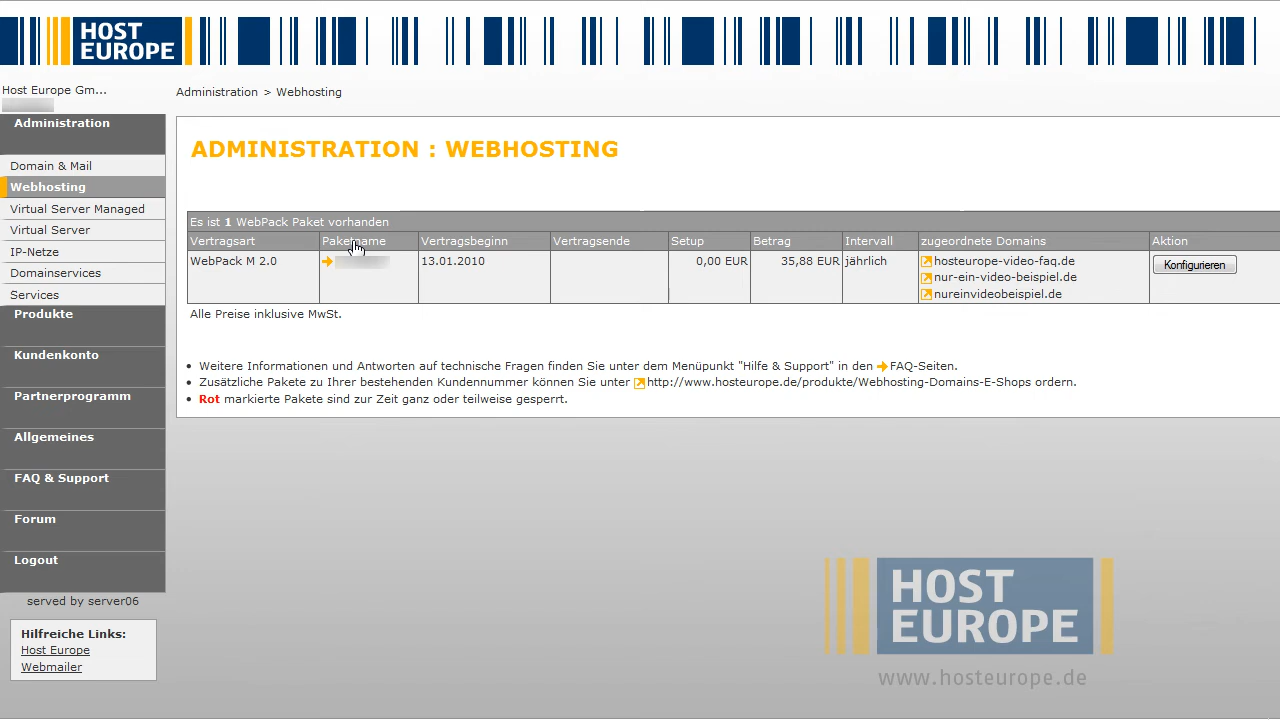 HOST
EUROPE
Host Europe Gm...
Administration > Webhosting
Administration
Domain & Mail
Webhosting
Virtual Server Managed
Virtual Server
IP-Netze
Domainservices
Services
Produkte
Kundenkonto
Partnerprogramm
Allgemeines
FAQ & Support
Forum
Logout
served by server06
Hilfreiche Links:
Host Europe
Webmailer
ADMINISTRATION : WEBHOSTING
Es ist 1 WebPack Paket vorhanden
Vertragsart Paketname Vertragsbeginn Vertragsende Setup Betrag Intervall zugeordnete Domains Aktion
WebPack M 2.0 13.01.2010 0,00 EUR 35,88 EUR jährlich hosteurope-video-faq.de Konfigurieren
nur-ein-video-beispiel.de
nureinvideobeispiel.de
Alle Preise inklusive MwSt.
• Weitere Informationen und Antworten auf technische Fragen finden Sie unter dem Menüpunkt "Hilfe & Support" in den FAQ-Seiten.
• Zusätzliche Pakete zu Ihrer bestehenden Kundennummer können Sie unter http://www.hosteurope.de/produkte/Webhosting-Domains-E-Shops ordern.
• Rot markierte Pakete sind zur Zeit ganz oder teilweise gesperrt.
HOST
EUROPE
www.hosteurope.de